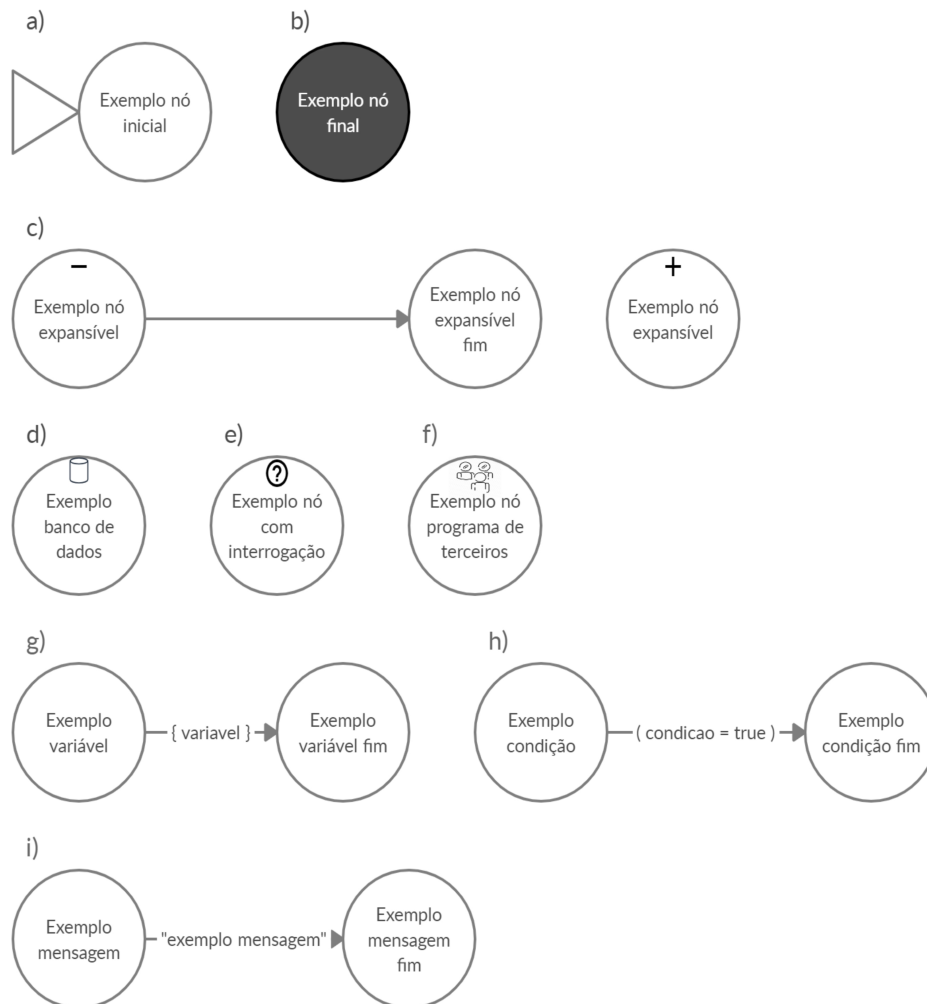 a)
b)
Exemplo nó
inicial
Exemplo nó
final
c)
−
Exemplo nó
expansível
Exemplo nó
expansível
fim
+
Exemplo nó
expansível
d)
e)
f)
Exemplo
banco de
dados
?
Exemplo nó
com
interrogação
Exemplo nó
programa de
terceiros
g)
h)
Exemplo
variável
{ variavel }
Exemplo
variável fim
Exemplo
condição
( condicao = true )
Exemplo
condição fim
i)
Exemplo
mensagem
"exemplo mensagem"
Exemplo
mensagem
fim